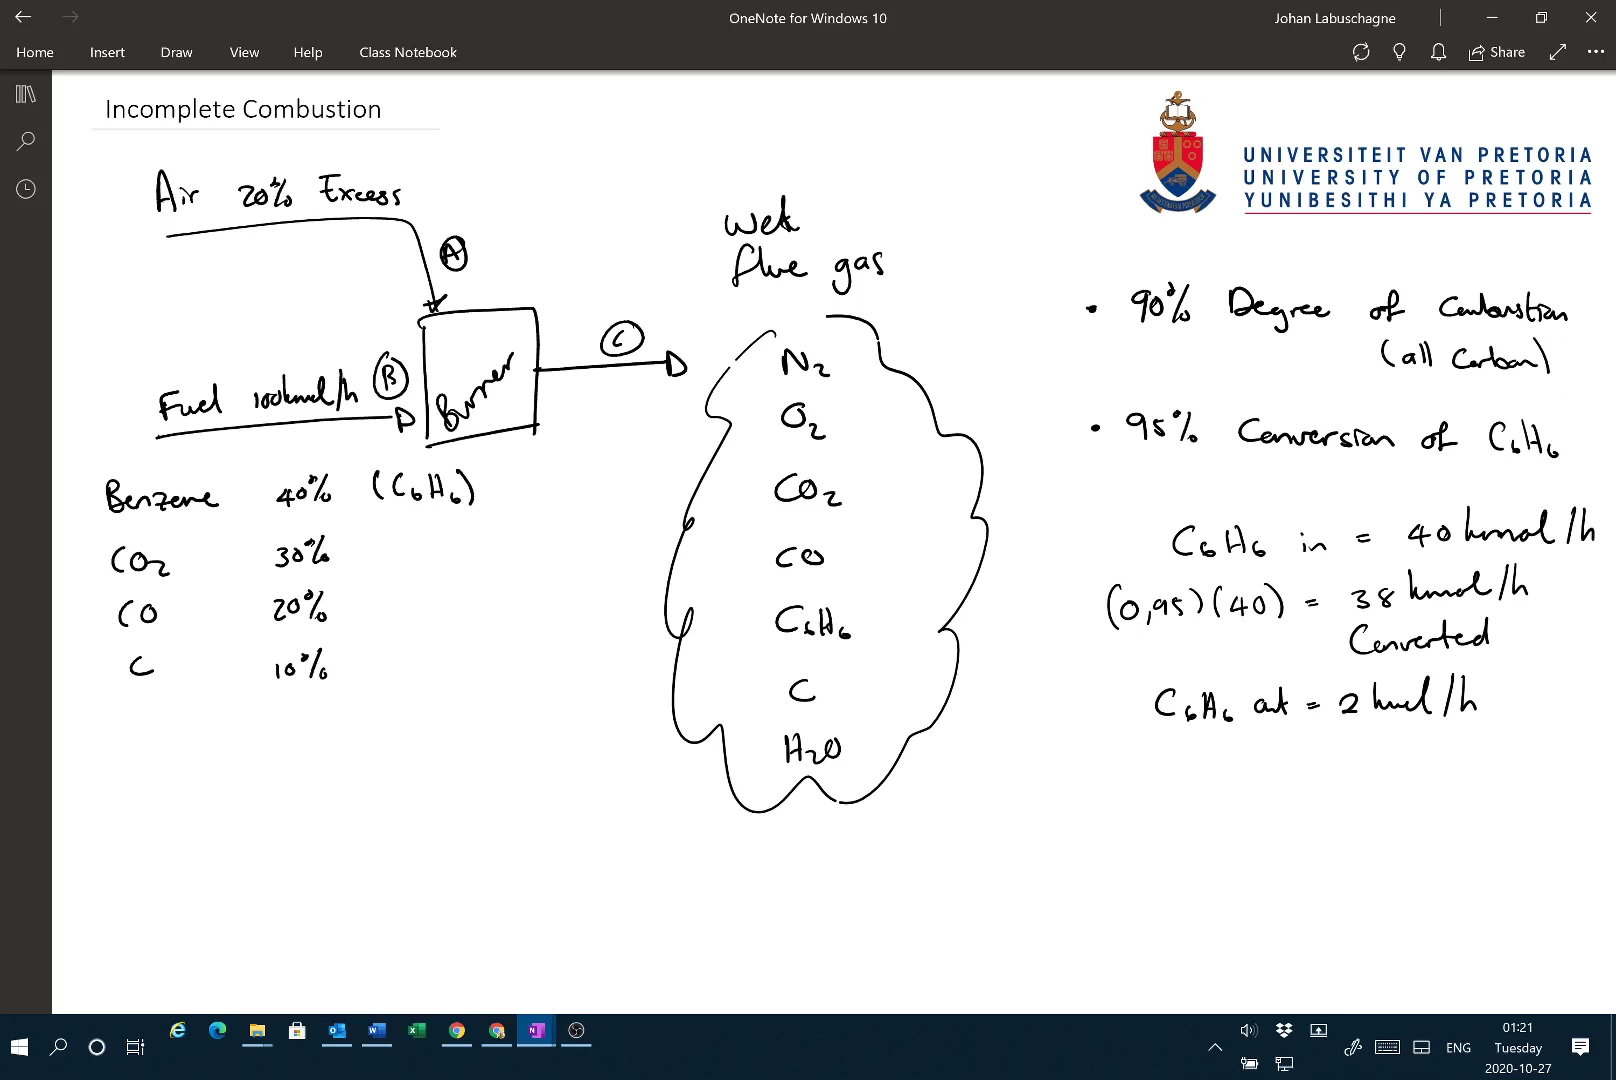 OneNote for Windows 10
Johan Labuschagne
Home Insert Draw View Help Class Notebook
Share
Incomplete Combustion
UNIVERSITEIT VAN PRETORIA
UNIVERSITY OF PRETORIA
YUNIBESITHI YA PRETORIA
Air 20% Excess
A
Fuel 100kmol/h
B
Burner
C
Benzene 40% (C6H6)
CO2 30%
CO 20%
C 10%
Wet
flue gas
N2
O2
CO2
CO
C6H6
C
H2O
• 90% Degree of Combustion
(all Carbon)
• 95% Conversion of C6H6
C6H6 in = 40 kmol/h
(0,95)(40) = 38 kmol/h
Converted
C6H6 out = 2 kmol/h
ENG
01:21
Tuesday
2020-10-27